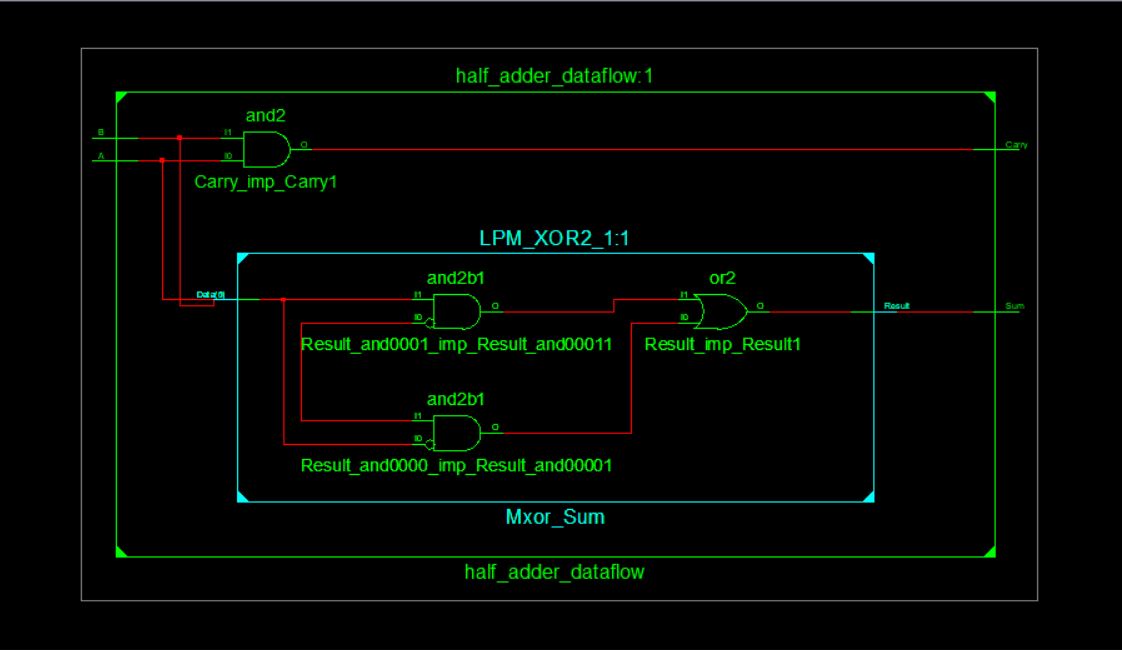 half_adder_dataflow:1
and2
B
I1
O
Carry
A
I0
Carry_imp_Carry1
LPM_XOR2_1:1
and2b1
or2
Data(0)
I1
I1
O
O
Result
Sum
I0
I0
Result_and0001_imp_Result_and00011
Result_imp_Result1
and2b1
I1
O
I0
Result_and0000_imp_Result_and00001
Mxor_Sum
half_adder_dataflow